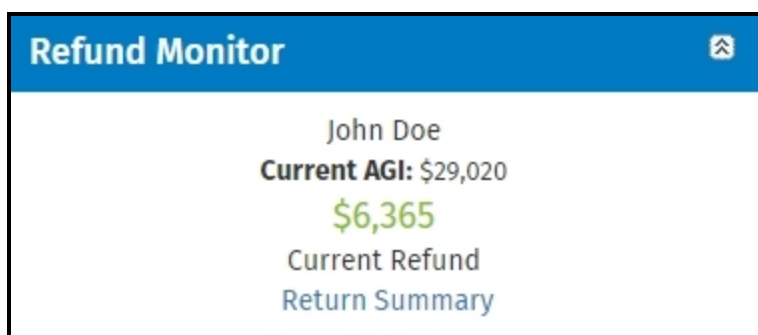 Refund Monitor
John Doe
Current AGI: $29,020
$6,365
Current Refund
Return Summary